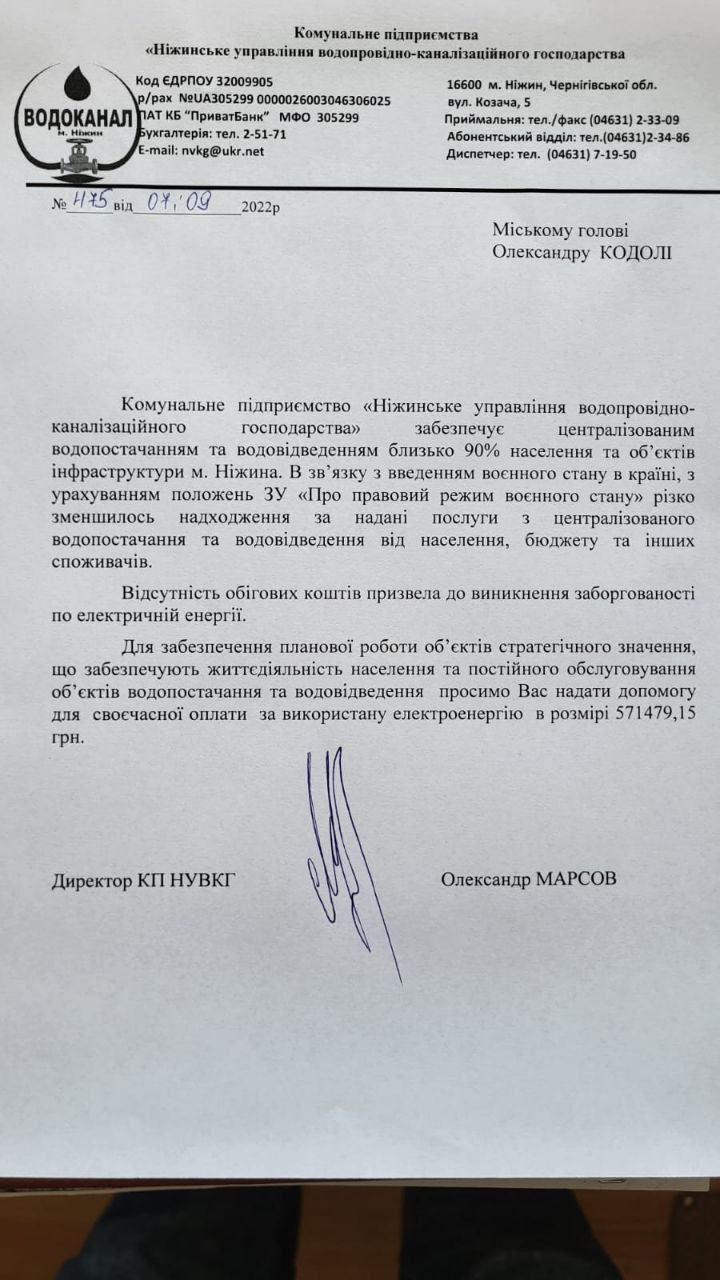 Комунальне підприємства
«Ніжинське управління водопровідно-каналізаційного господарства
ВОДОКАНАЛ
м. Ніжин
Код ЄДРПОУ 32009905
р/рах №UA305299 0000026003046306025
ПАТ КБ “ПриватБанк” МФО 305299
Бухгалтерія: тел. 2-51-71
E-mail: nvkg@ukr.net
16600 м. Ніжин, Чернігівської обл.
вул. Козача, 5
Приймальня: тел./факс (04631) 2-33-09
Абонентський відділ: тел.(04631)2-34-86
Диспетчер: тел. (04631) 7-19-50
№ 475 від 07.09 2022р
Міському голові
Олександру КОДОЛІ
Комунальне підприємство «Ніжинське управління водопровідно-
каналізаційного господарства» забезпечує централізованим
водопостачанням та водовідведенням близько 90% населення та об’єктів
інфраструктури м. Ніжина. В зв’язку з введенням воєнного стану в країні, з
урахуванням положень ЗУ «Про правовий режим воєнного стану» різко
зменшилось надходження за надані послуги з централізованого
водопостачання та водовідведення від населення, бюджету та інших
споживачів.
Відсутність обігових коштів призвела до виникнення заборгованості
по електричній енергії.
Для забезпечення планової роботи об’єктів стратегічного значення,
що забезпечують життєдіяльність населення та постійного обслуговування
об’єктів водопостачання та водовідведення просимо Вас надати допомогу
для своєчасної оплати за використану електроенергію в розмірі 571479,15
грн.
Директор КП НУВКГ
Олександр МАРСОВ